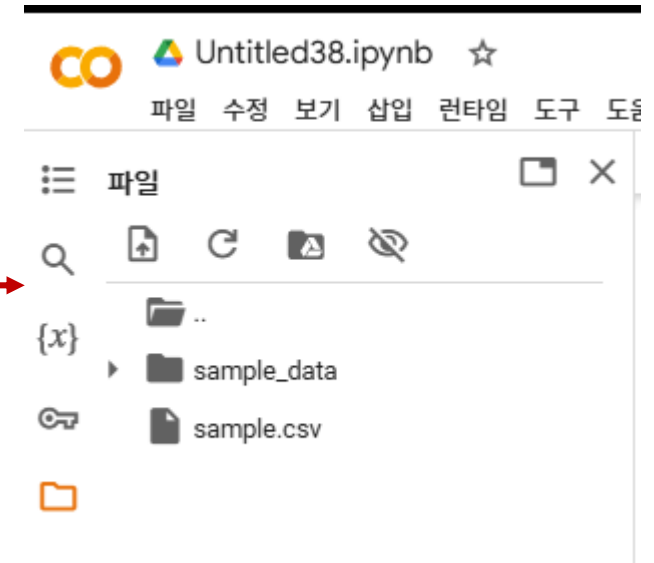 Untitled38.ipynb
파일 수정 보기 삽입 런타임 도구
파일
..
{x}
sample_data
sample.csv